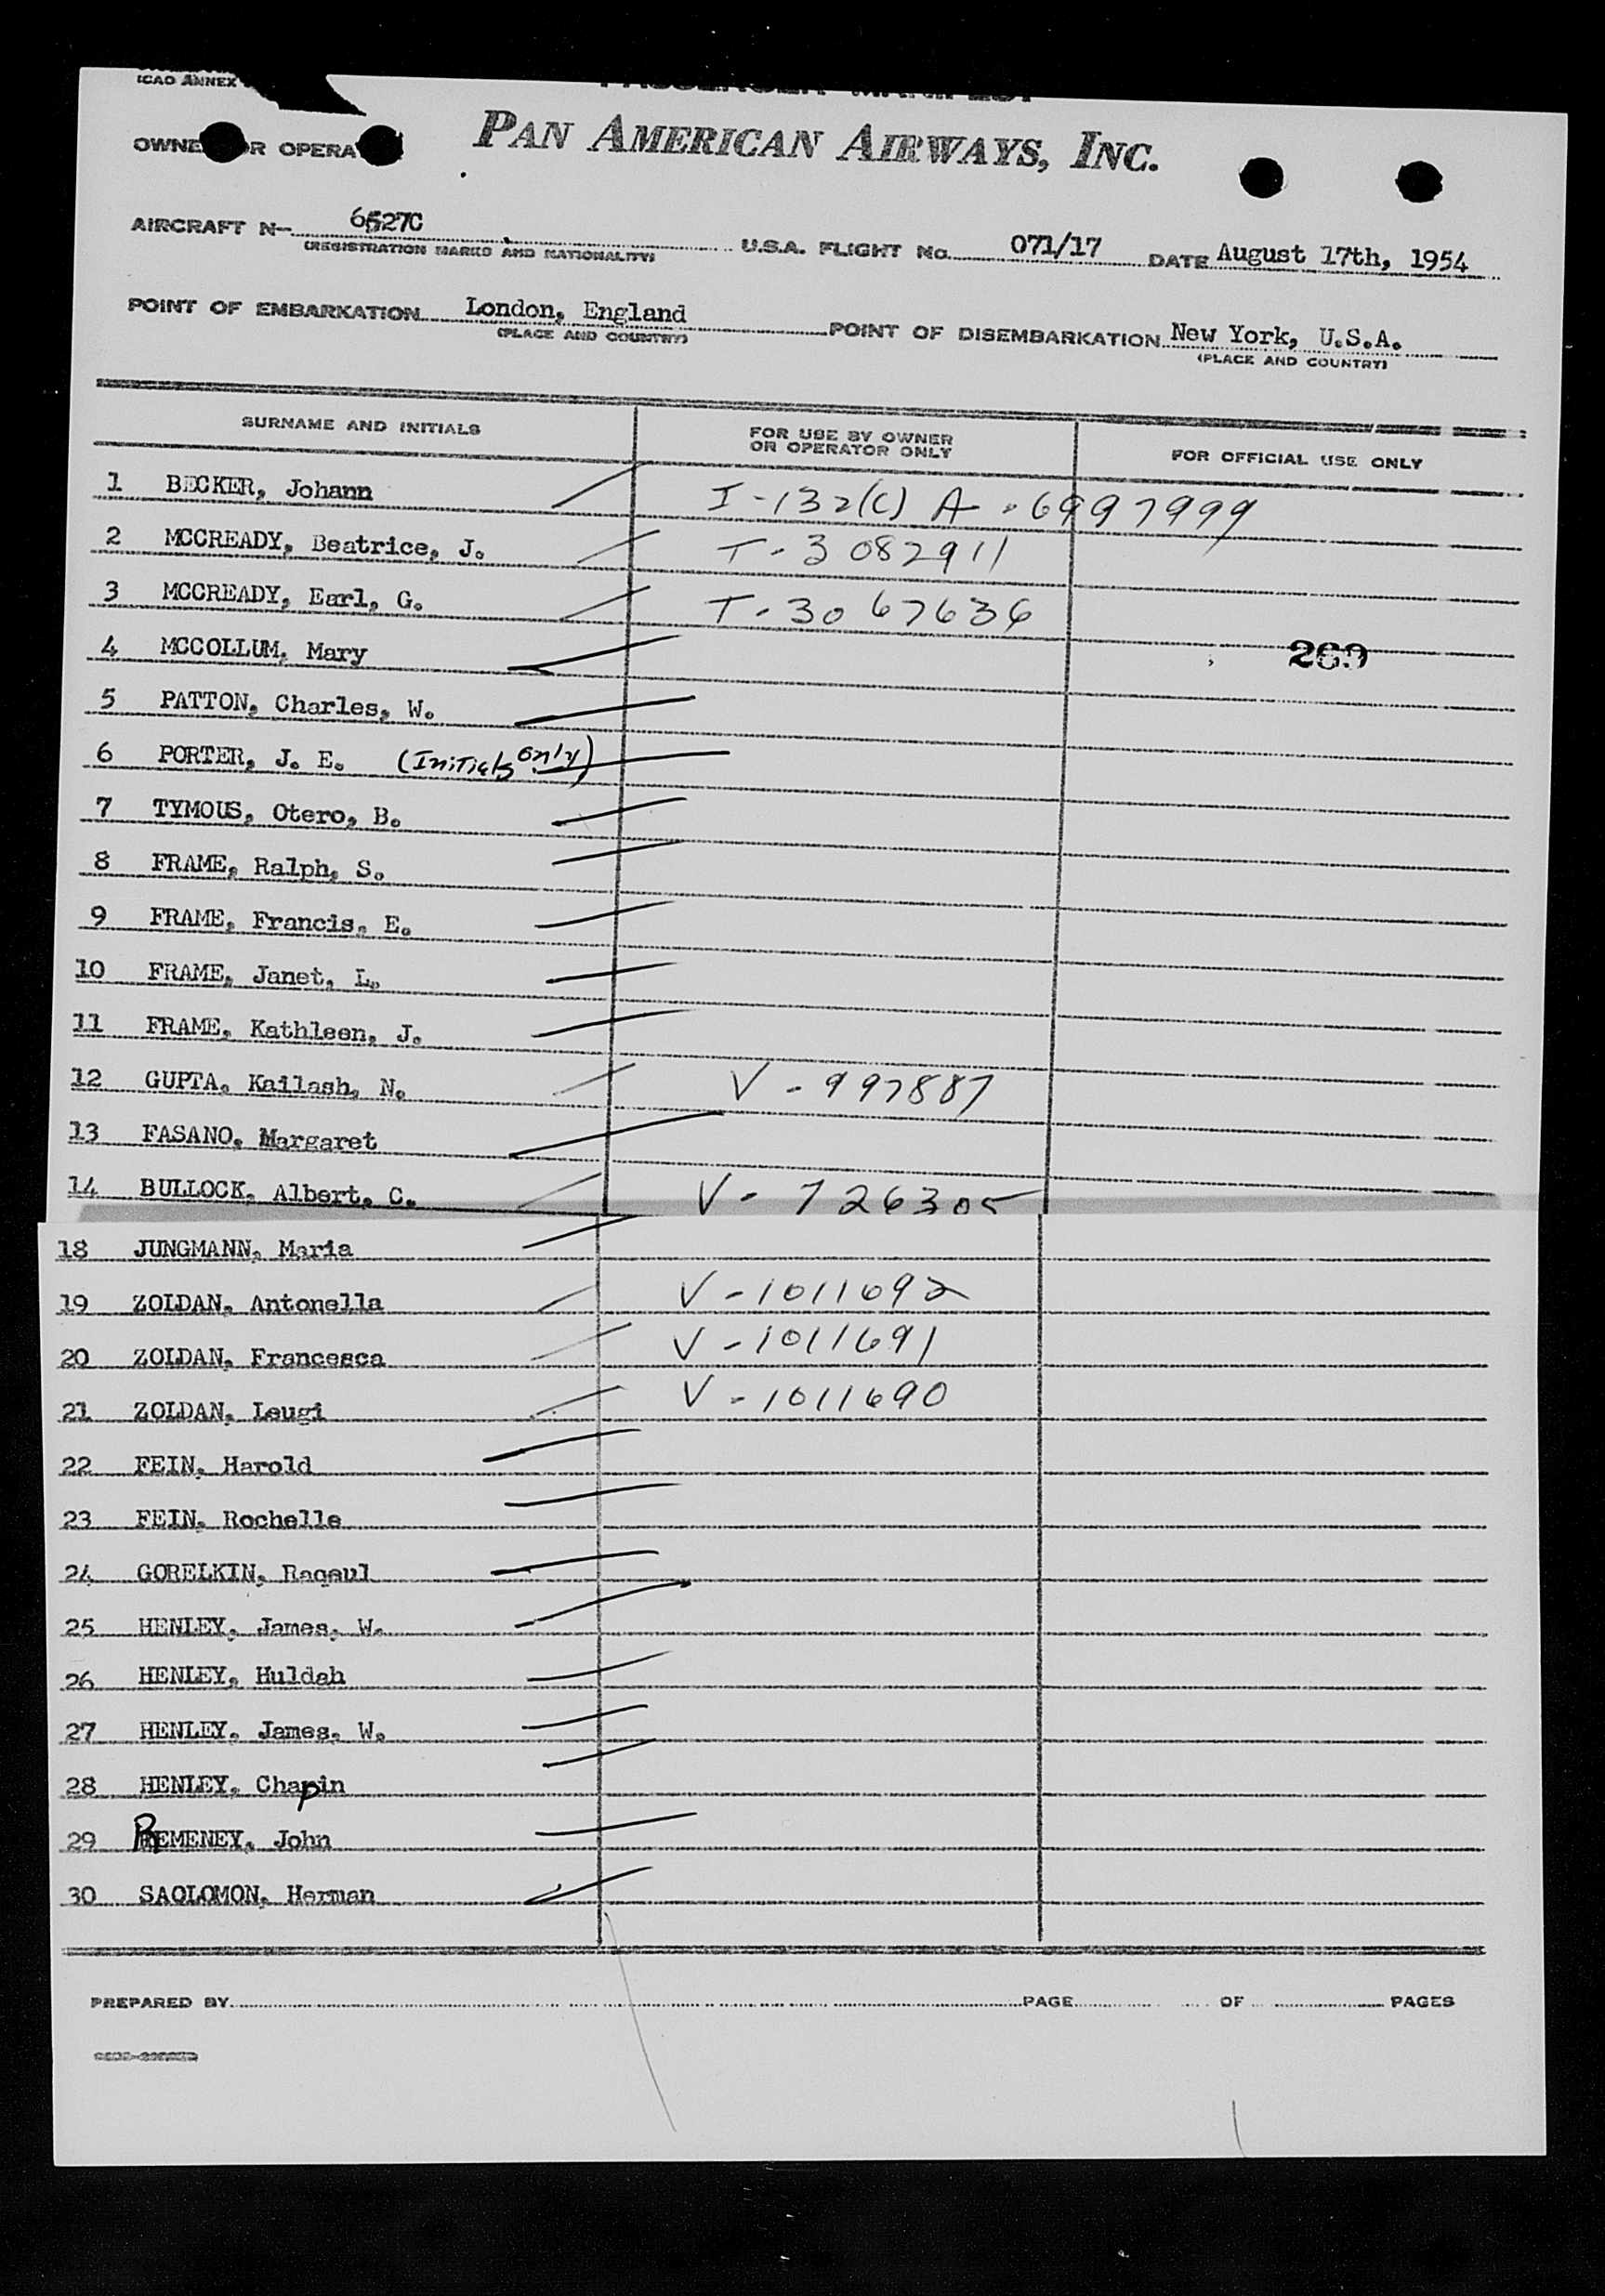 ICAO ANNEX
PASSENGER MANIFEST
OWNER OR OPERATOR PAN AMERICAN AIRWAYS, INC.
AIRCRAFT N- 6527C U.S.A. FLIGHT No. 071/17 DATE August 17th, 1954
(REGISTRATION MARKS AND NATIONALITY)
POINT OF EMBARKATION London, England POINT OF DISEMBARKATION New York, U.S.A.
(PLACE AND COUNTRY) (PLACE AND COUNTRY)
SURNAME AND INITIALS FOR USE BY OWNER OR OPERATOR ONLY FOR OFFICIAL USE ONLY
1 BECKER, Johann I-132(C) A-6997999
2 MCCREADY, Beatrice, J. T-3082911
3 MCCREADY, Earl, G. T-3067636
4 MCCOLLUM, Mary 269
5 PATTON, Charles, W.
6 PORTER, J. E. (Initials only)
7 TYMOUS, Otero, B.
8 FRAME, Ralph, S.
9 FRAME, Francis, E.
10 FRAME, Janet, L.
11 FRAME, Kathleen, J.
12 GUPTA, Kailash, N. V-997887
13 FASANO, Margaret
14 BULLOCK, Albert, C. V-726305
18 JUNGMANN, Maria
19 ZOLDAN, Antonella V-1011692
20 ZOLDAN, Francesca V-1011691
21 ZOLDAN, Leugi V-1011690
22 FEIN, Harold
23 FEIN, Rochelle
24 GORELKIN, Raqaul
25 HENLEY, James, W.
26 HENLEY, Huldah
27 HENLEY, James, W.
28 HENLEY, Chapin
29 REMENEY, John
30 SAOLOMON, Herman
PREPARED BY PAGE OF PAGES